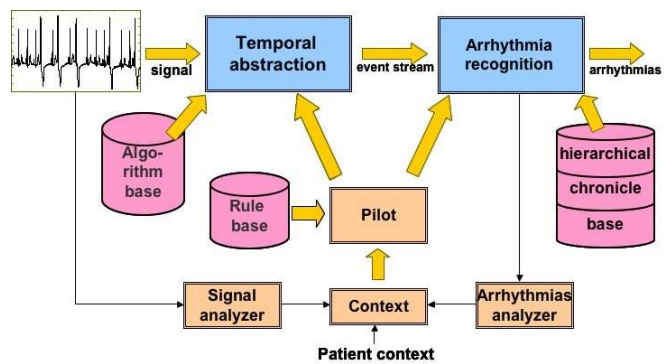 Temporal
abstraction
Arrhythmia
recognition
signal
event stream
arrhythmias
Algo-
rithm
base
hierarchical
chronicle
base
Rule
base
Pilot
Signal
analyzer
Context
Arrhythmias
analyzer
Patient context